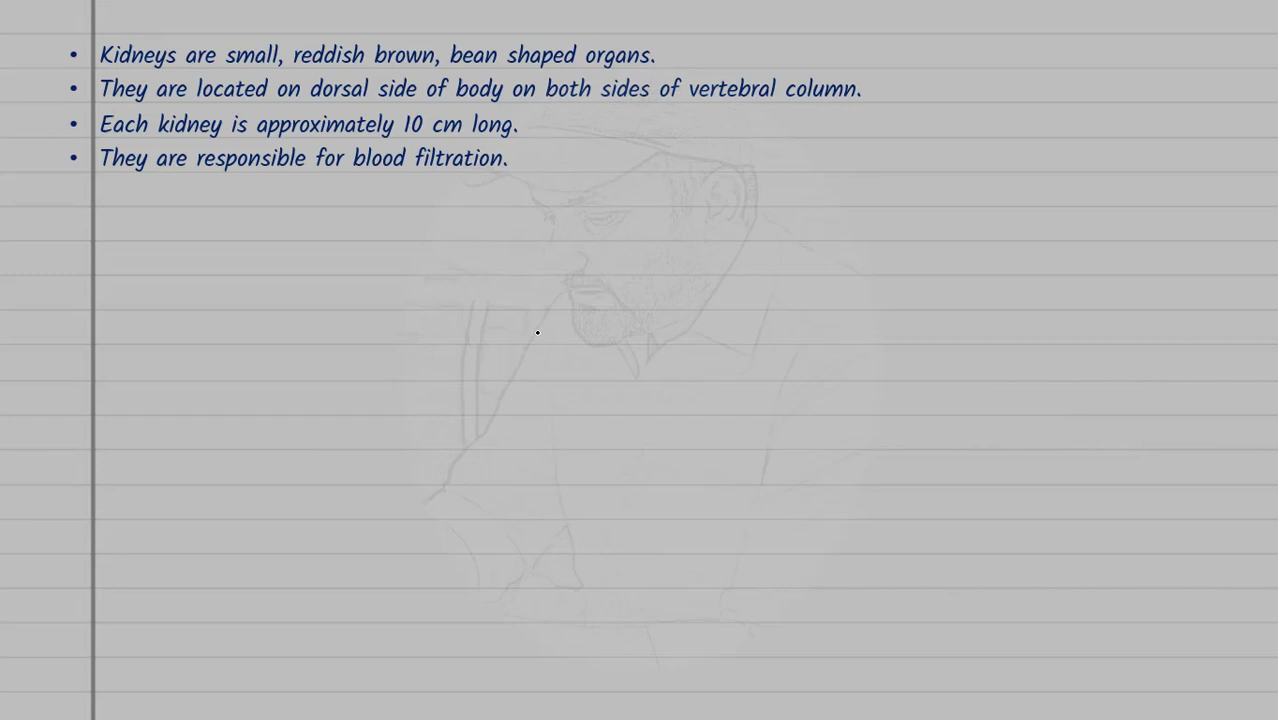 • Kidneys are small, reddish brown, bean shaped organs.
• They are located on dorsal side of body on both sides of vertebral column.
• Each kidney is approximately 10 cm long.
• They are responsible for blood filtration.